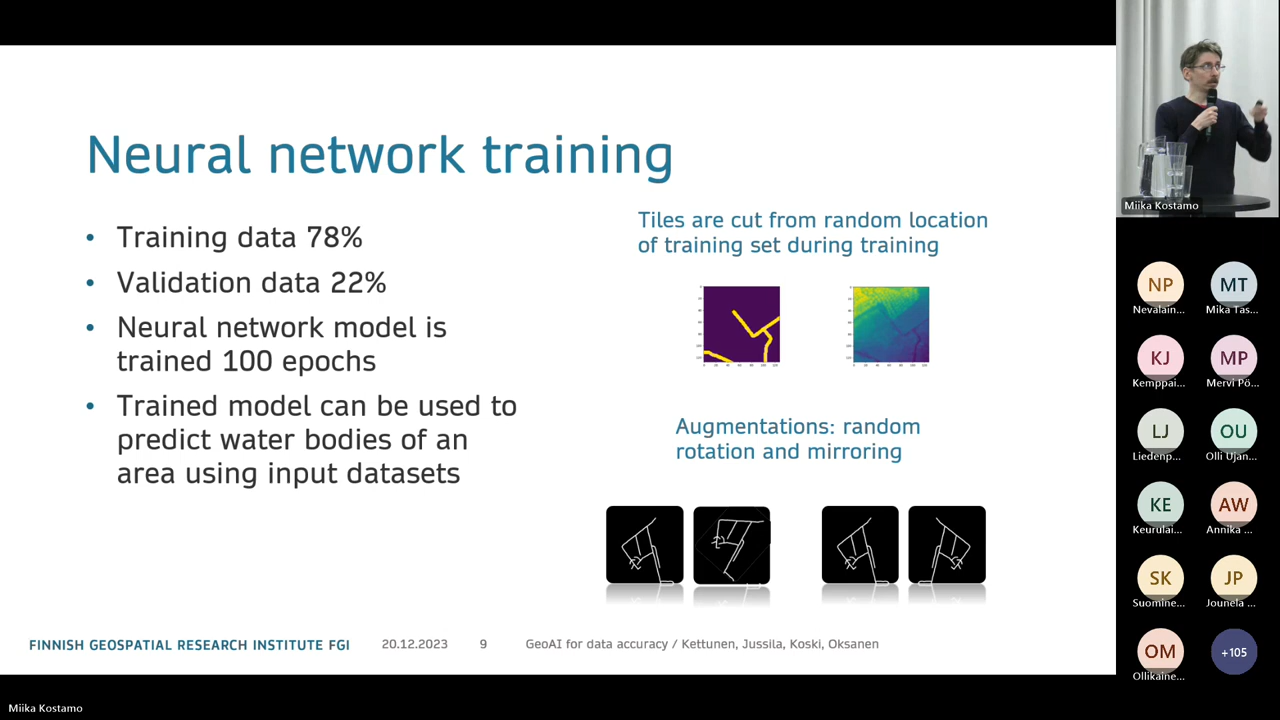 Neural network training
• Training data 78%
• Validation data 22%
• Neural network model is
trained 100 epochs
• Trained model can be used to
predict water bodies of an
area using input datasets
Tiles are cut from random location
of training set during training
Augmentations: random
rotation and mirroring
FINNISH GEOSPATIAL RESEARCH INSTITUTE FGI
20.12.2023
9
GeoAI for data accuracy / Kettunen, Jussila, Koski, Oksanen
Miika Kostamo
Miika Kostamo
NP
Nevalain...
MT
Mika Tas...
KJ
Kemppai...
MP
Mervi Pö...
LJ
Liedenp...
OU
Olli Ujan...
KE
Keurulai...
AW
Annika ...
SK
Suomine...
JP
Jounela ...
OM
Ollikaine...
+105